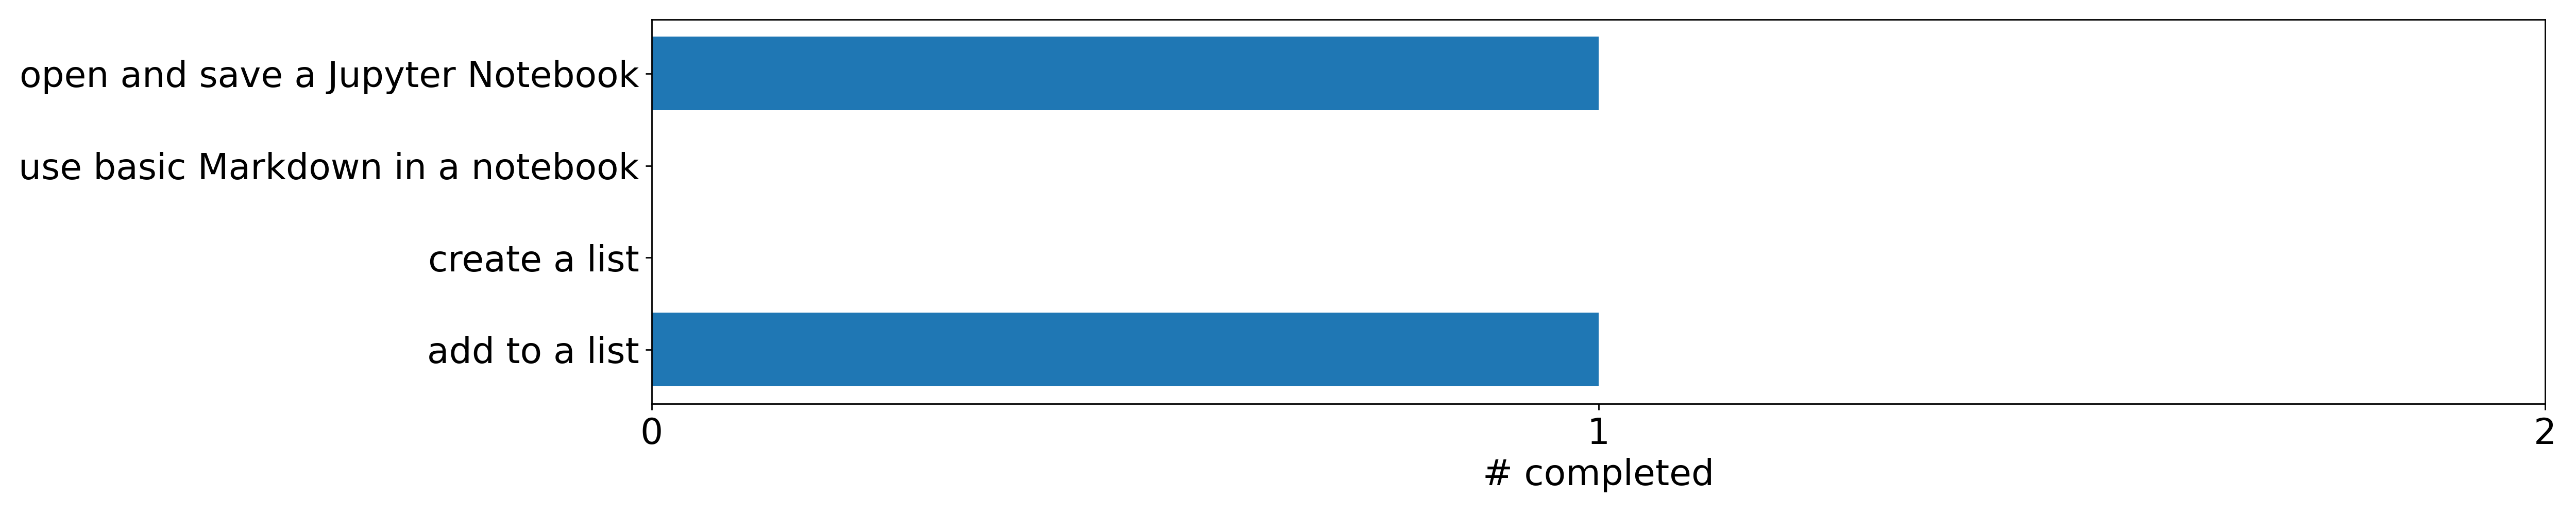 open and save a Jupyter Notebook
use basic Markdown in a notebook
create a list
add to a list
0 1 2
# completed